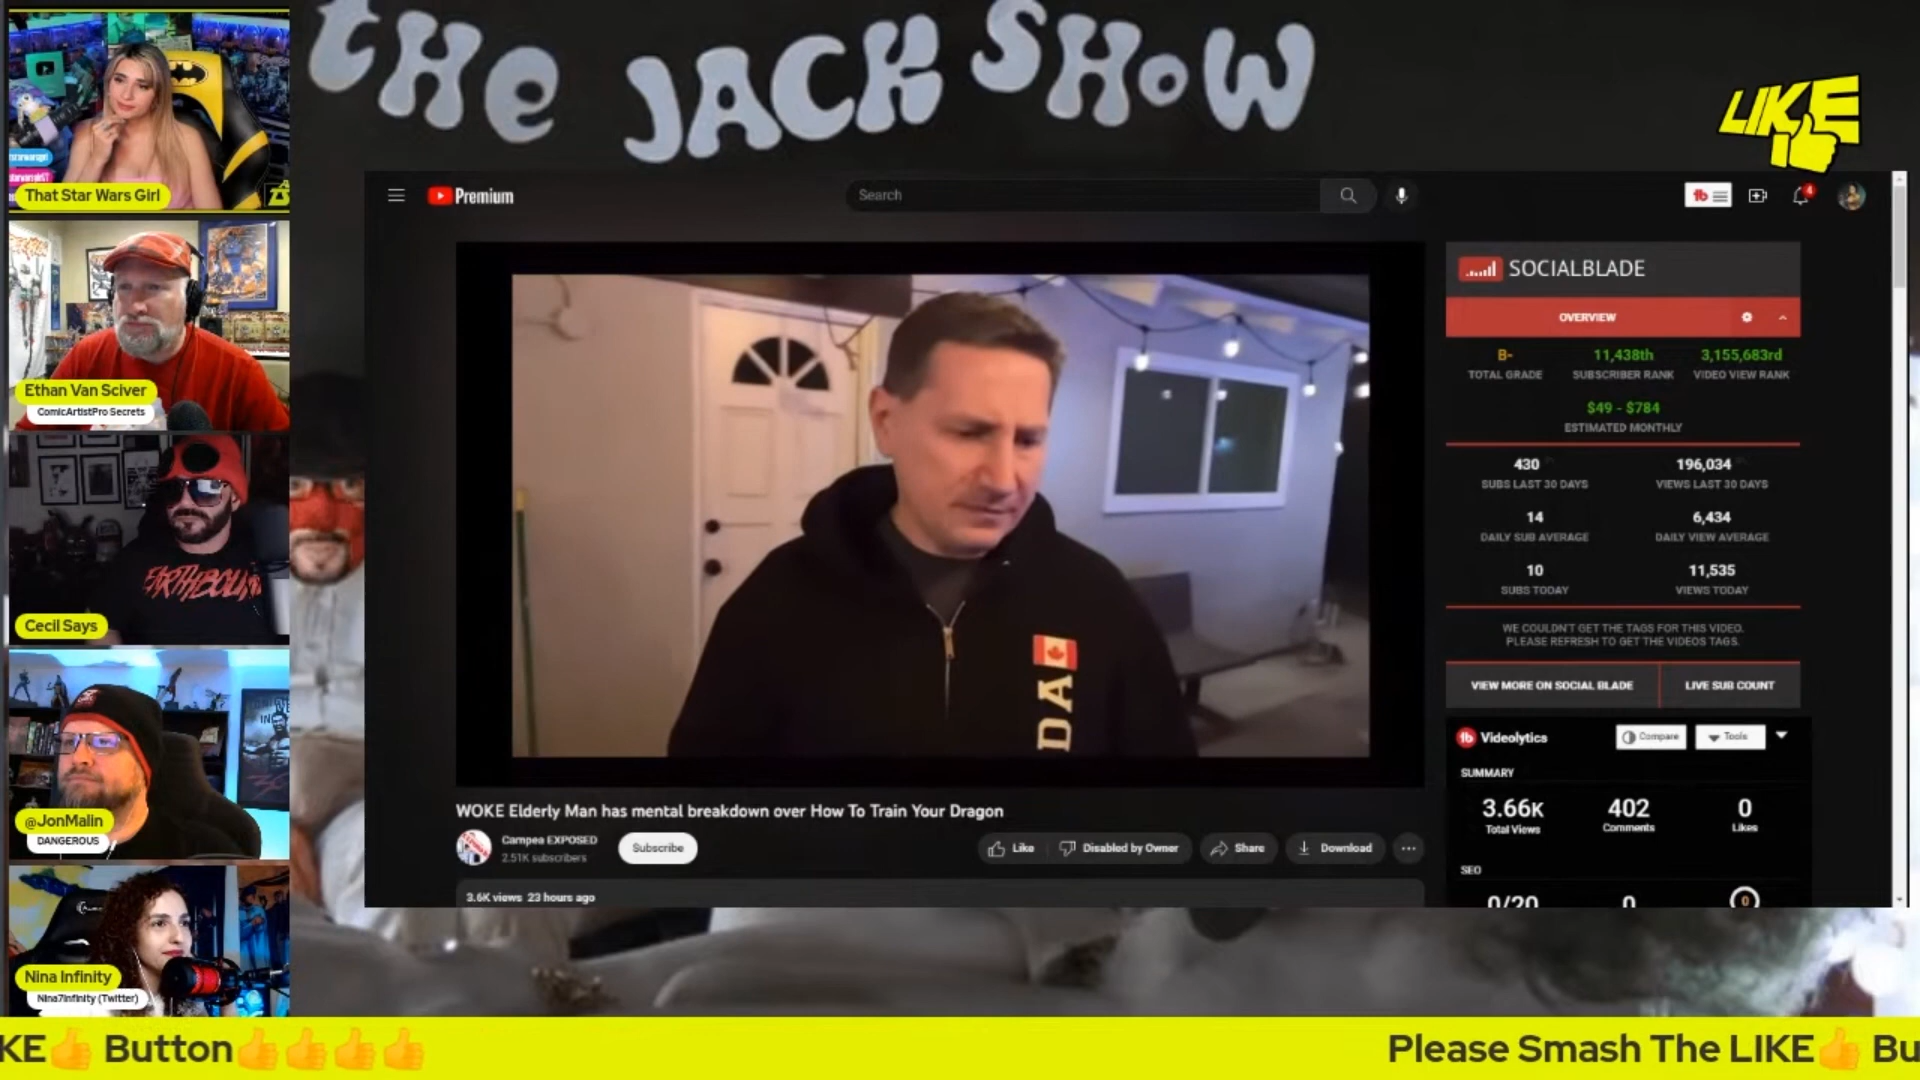 THE JACK SHOW
LIKE
That Star Wars Girl
Ethan Van Sciver
ComicArtistPro Secrets
EARTHBOUN
Cecil Says
@JonMalin
DANGEROUS
Nina Infinity
Nina7Infinity (Twitter)
Premium
Search
4
DA
SOCIALBLADE
OVERVIEW
B-
11,438th
3,155,683rd
TOTAL GRADE
SUBSCRIBER RANK
VIDEO VIEW RANK
$49 - $784
ESTIMATED MONTHLY
430
196,034
SUBS LAST 30 DAYS
VIEWS LAST 30 DAYS
14
6,434
DAILY SUB AVERAGE
DAILY VIEW AVERAGE
10
11,535
SUBS TODAY
VIEWS TODAY
WE COULDN'T GET THE TAGS FOR THIS VIDEO.
PLEASE REFRESH TO GET THE VIDEOS TAGS.
VIEW MORE ON SOCIAL BLADE
LIVE SUB COUNT
Videolytics
Compare
Tools
SUMMARY
3.66K
402
0
Total Views
Comments
Likes
SEO
0/20
0
0
WOKE Elderly Man has mental breakdown over How To Train Your Dragon
Campea EXPOSED
2.51K subscribers
Subscribe
Like
Disabled by Owner
Share
Download
3.6K views 23 hours ago
KE👍 Button👍👍👍👍
Please Smash The LIKE👍 Bu